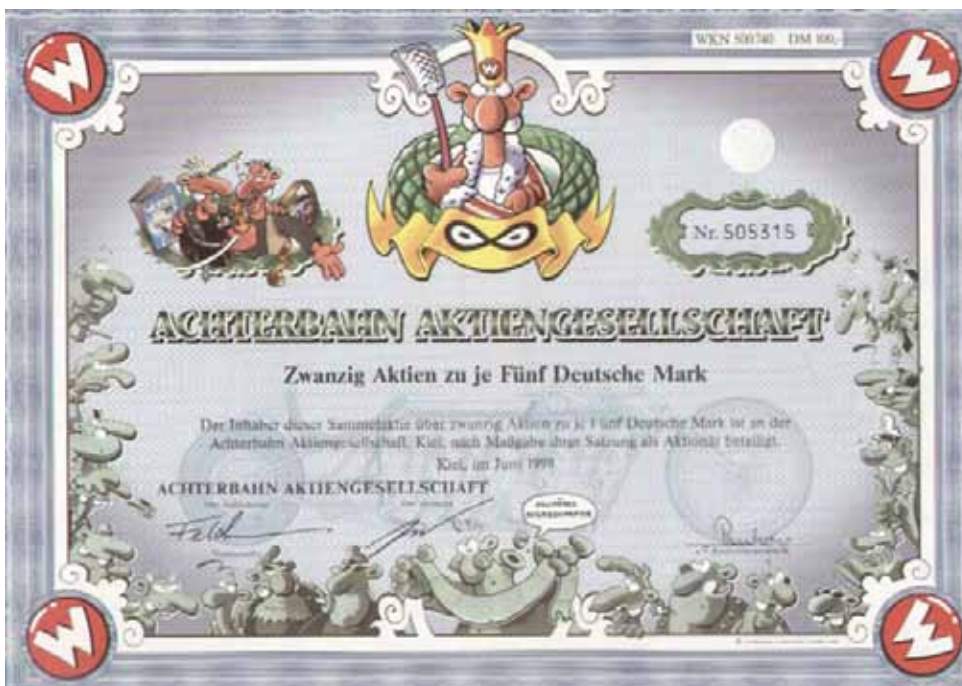 W
W
WKN 500740 DM 100,-
W
Nr. 505315
ACHTERBAHN AKTIENGESELLSCHAFT
Zwanzig Aktien zu je Fünf Deutsche Mark
Der Inhaber dieser Sammelaktie über zwanzig Aktien zu je Fünf Deutsche Mark ist an der
Achterbahn Aktiengesellschaft, Kiel, nach Maßgabe ihrer Satzung als Aktionär beteiligt.
Kiel, im Juni 1998
ACHTERBAHN AKTIENGESELLSCHAFT
Der Vorstand
W
W